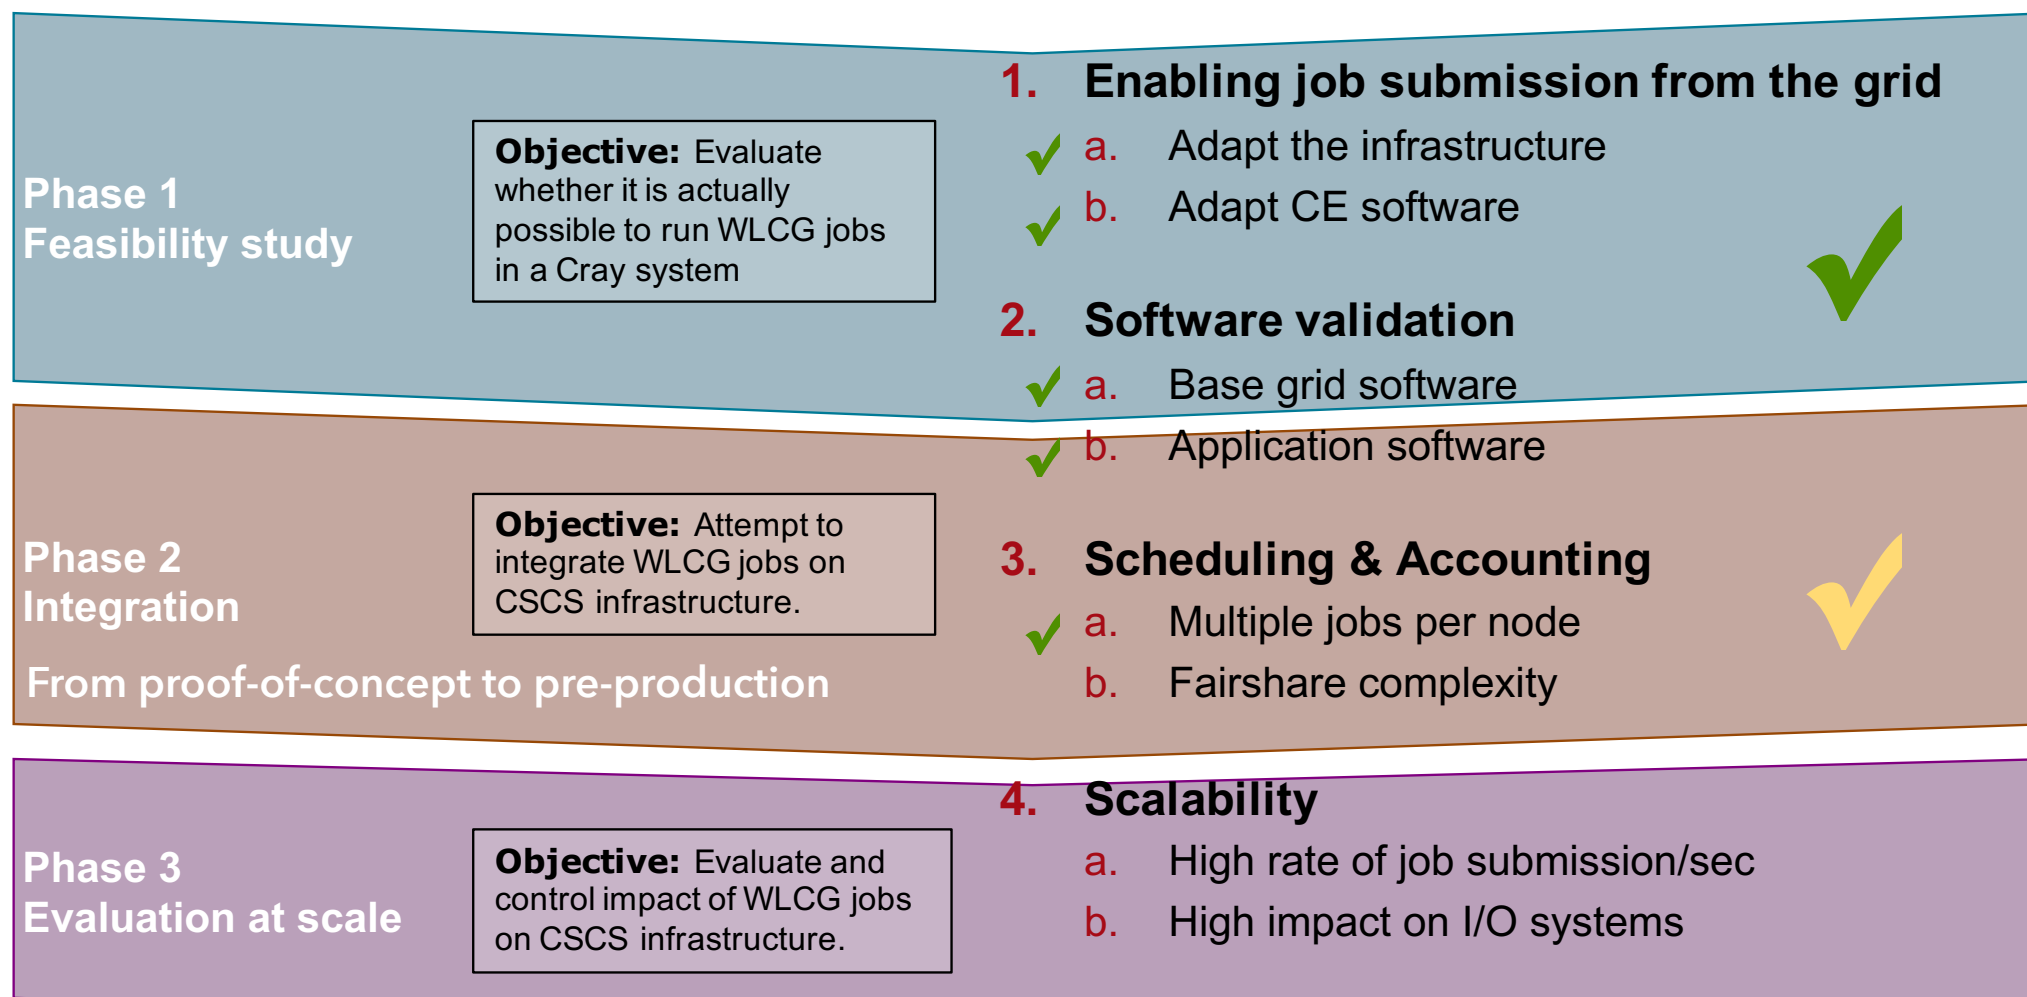 Phase 1
Feasibility study
Objective: Evaluate
whether it is actually
possible to run WLCG jobs
in a Cray system
1. Enabling job submission from the grid
a. Adapt the infrastructure
b. Adapt CE software
2. Software validation
a. Base grid software
b. Application software
Phase 2
Integration
From proof-of-concept to pre-production
Objective: Attempt to
integrate WLCG jobs on
CSCS infrastructure.
3. Scheduling & Accounting
a. Multiple jobs per node
b. Fairshare complexity
Phase 3
Evaluation at scale
Objective: Evaluate and
control impact of WLCG jobs
on CSCS infrastructure.
4. Scalability
a. High rate of job submission/sec
b. High impact on I/O systems